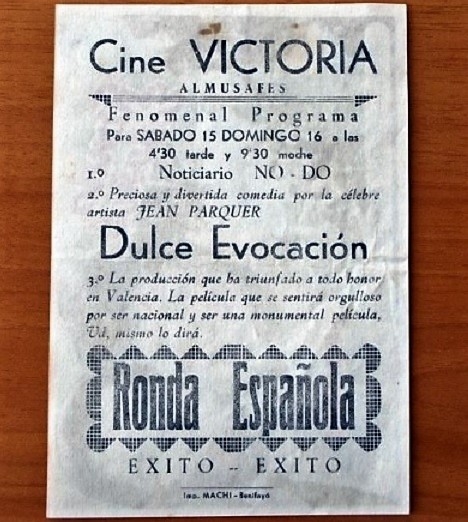 Cine VICTORIA
ALMUSAFES
Fenomenal Programa
Para SABADO 15 DOMINGO 16 a las
4'30 tarde y 9'30 noche
1.º Noticiario NO-DO
2.º Preciosa y divertida comedia por la célebre
artista JEAN PARQUER
Dulce Evocación
3.º La producción que ha triunfado a todo honor
en Valencia. La película que se sentirá orgulloso
por ser nacional y ser una monumental película,
Vd, mismo lo dirá.
Ronda Española
EXITO -- EXITO
Imp. MACHI - Benifayó